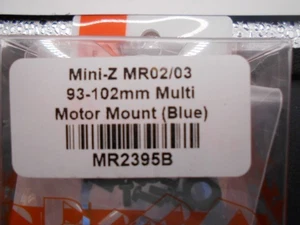 Mini-Z MR02/03
93-102mm Multi
Motor Mount (Blue)
MR2395B